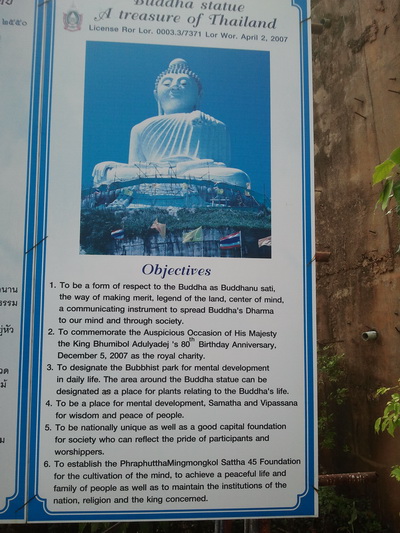 Buddha statue
A treasure of Thailand
License Ror Lor. 0003.3/7371 Lor Wor. April 2, 2007
๒๕๕๐
Objectives
1. To be a form of respect to the Buddha as Buddhanu sati,
the way of making merit, legend of the land, center of mind,
a communicating instrument to spread Buddha's Dharma
to our mind and through society.
2. To commemorate the Auspicious Occasion of His Majesty
the King Bhumibol Adulyadej 's 80th Birthday Anniversary,
December 5, 2007 as the royal charity.
3. To designate the Bubbhist park for mental development
in daily life. The area around the Buddha statue can be
designated as a place for plants relating to the Buddha's life.
4. To be a place for mental development, Samatha and Vipassana
for wisdom and peace of people.
5. To be nationally unique as well as a good capital foundation
for society who can reflect the pride of participants and
worshippers.
6. To establish the PhraphutthaMingmongkol Sattha 45 Foundation
for the cultivation of the mind, to achieve a peaceful life and
family of people as well as to maintain the institutions of the
nation, religion and the king concerned.